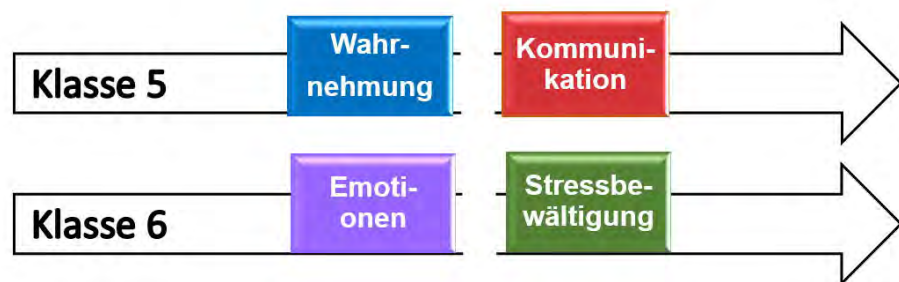 Klasse 5
Wahr-
nehmung
Kommuni-
kation
Klasse 6
Emoti-
onen
Stressbe-
wältigung